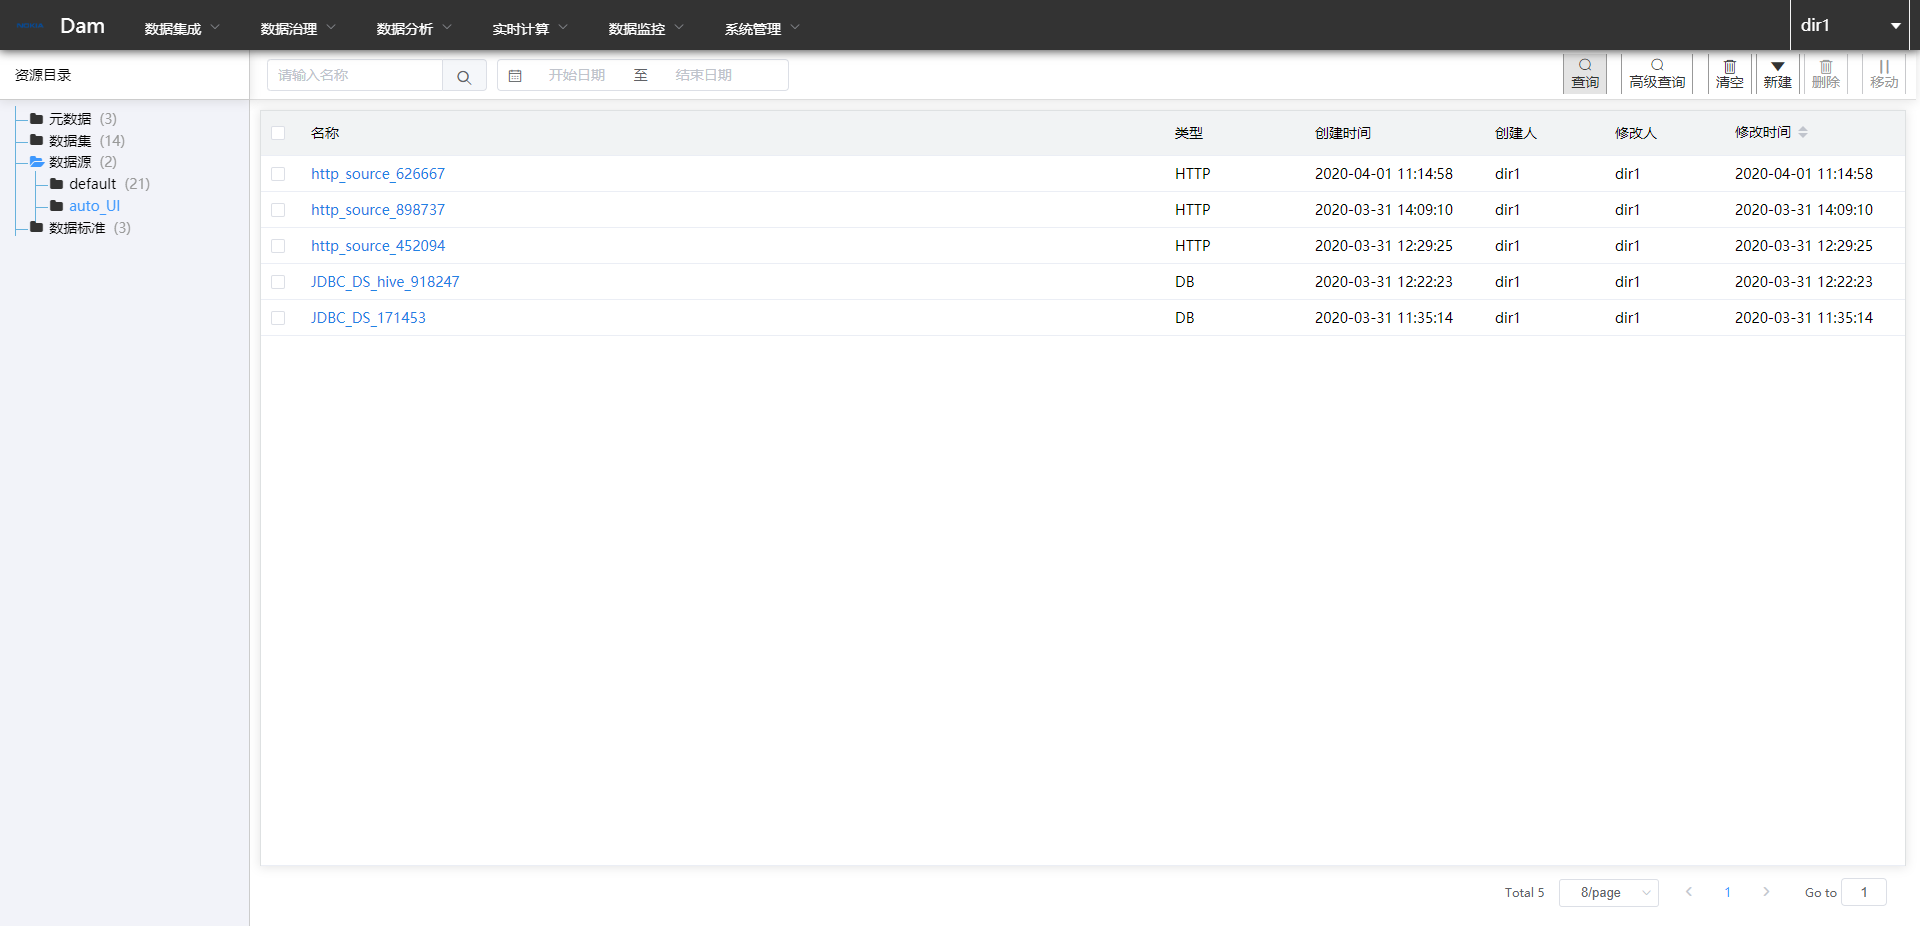 Dam 数据集成 数据治理 数据分析 实时计算 数据监控 系统管理 dir1
资源目录
请输入名称 开始日期 至 结束日期 查询 高级查询 清空 新建 删除 移动
元数据 (3)
数据集 (14)
数据源 (2)
default (21)
auto_UI
数据标准 (3)
名称 类型 创建时间 创建人 修改人 修改时间
http_source_626667 HTTP 2020-04-01 11:14:58 dir1 dir1 2020-04-01 11:14:58
http_source_898737 HTTP 2020-03-31 14:09:10 dir1 dir1 2020-03-31 14:09:10
http_source_452094 HTTP 2020-03-31 12:29:25 dir1 dir1 2020-03-31 12:29:25
JDBC_DS_hive_918247 DB 2020-03-31 12:22:23 dir1 dir1 2020-03-31 12:22:23
JDBC_DS_171453 DB 2020-03-31 11:35:14 dir1 dir1 2020-03-31 11:35:14
Total 5 8/page 1 Go to 1